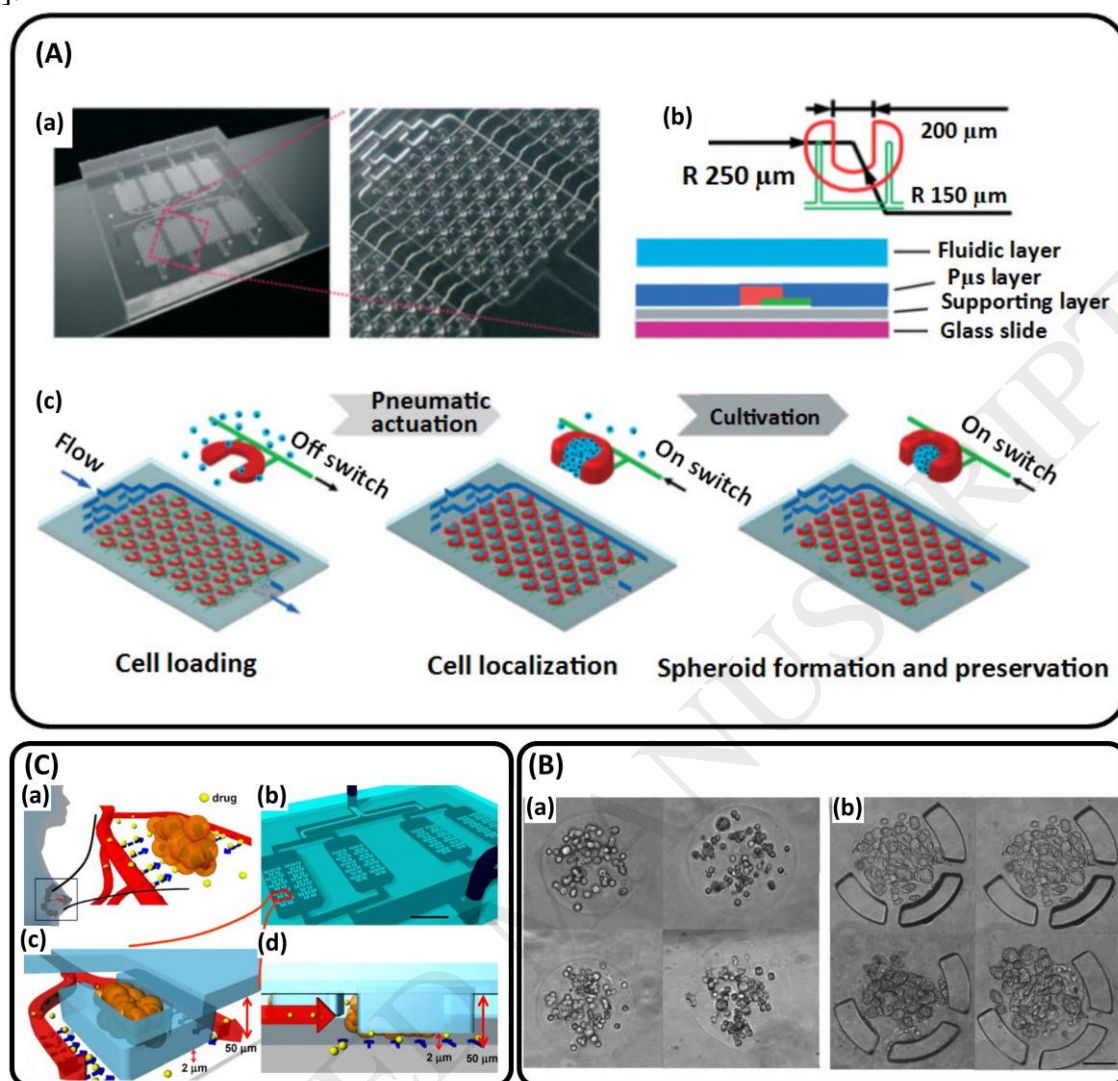 ].
(A)
(a)
(b)
200 µm
R 250 µm
R 150 µm
Fluidic layer
Pµs layer
Supporting layer
Glass slide
(c)
Pneumatic
actuation
Cultivation
Flow
Off switch
On switch
On switch
Cell loading
Cell localization
Spheroid formation and preservation
(C)
(a)
drug
(b)
(c)
50 µm
2 µm
(d)
2 µm
50 µm
(B)
(a)
(b)
MANUSCRIPT